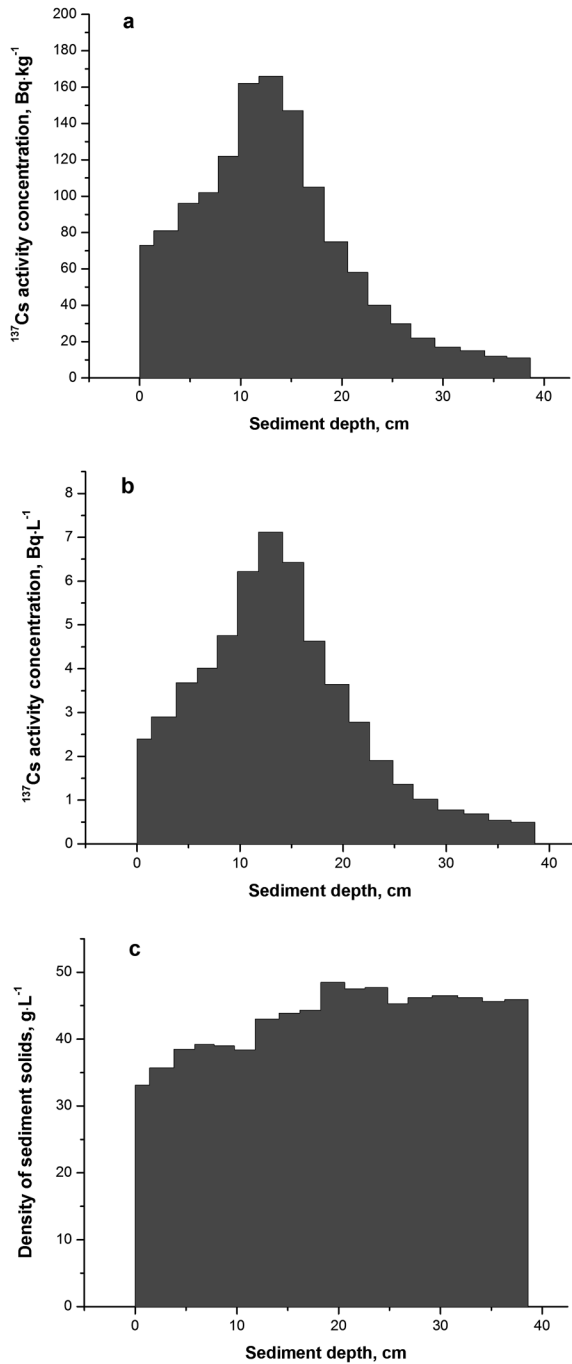 a
200
180
160
140
120
100
80
60
40
20
0
¹³⁷Cs activity concentration, Bq·kg⁻¹
0 10 20 30 40
Sediment depth, cm
b
8
7
6
5
4
3
2
1
0
¹³⁷Cs activity concentration, Bq·L⁻¹
0 10 20 30 40
Sediment depth, cm
c
50
40
30
20
10
0
Density of sediment solids, g·L⁻¹
0 10 20 30 40
Sediment depth, cm